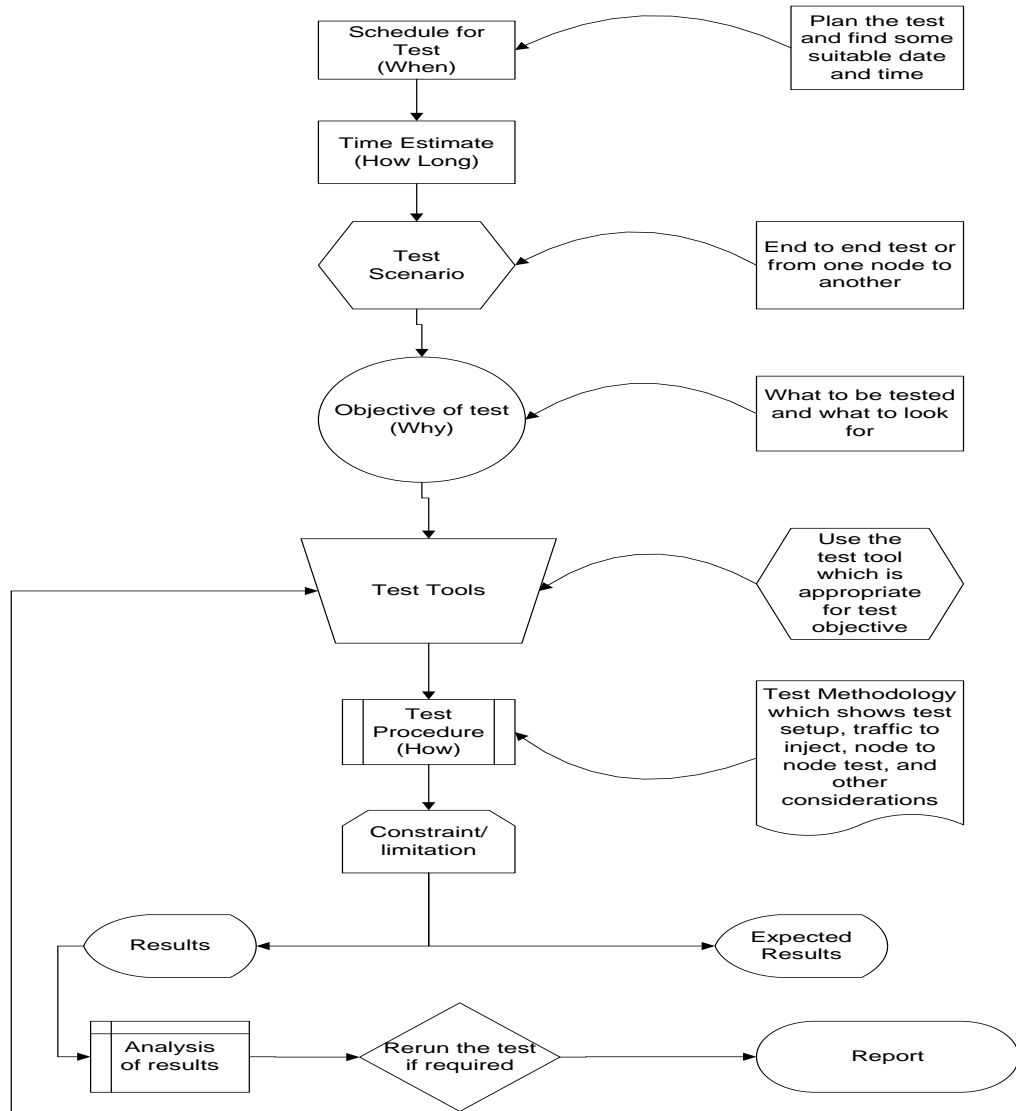 Schedule for
Test
(When)
Plan the test
and find some
suitable date
and time
Time Estimate
(How Long)
Test
Scenario
End to end test or
from one node to
another
Objective of test
(Why)
What to be tested
and what to look
for
Test Tools
Use the
test tool
which is
appropriate
for test
objective
Test
Procedure
(How)
Test Methodology
which shows test
setup, traffic to
inject, node to
node test, and
other
considerations
Constraint/
limitation
Results
Expected
Results
Analysis
of results
Rerun the test
if required
Report